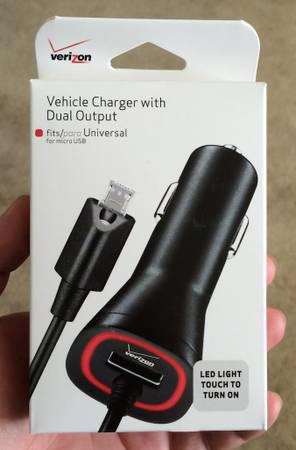 verizon
Vehicle Charger with
Dual Output
fits/para Universal
for micro USB
verizon
LED LIGHT
TOUCH TO
TURN ON